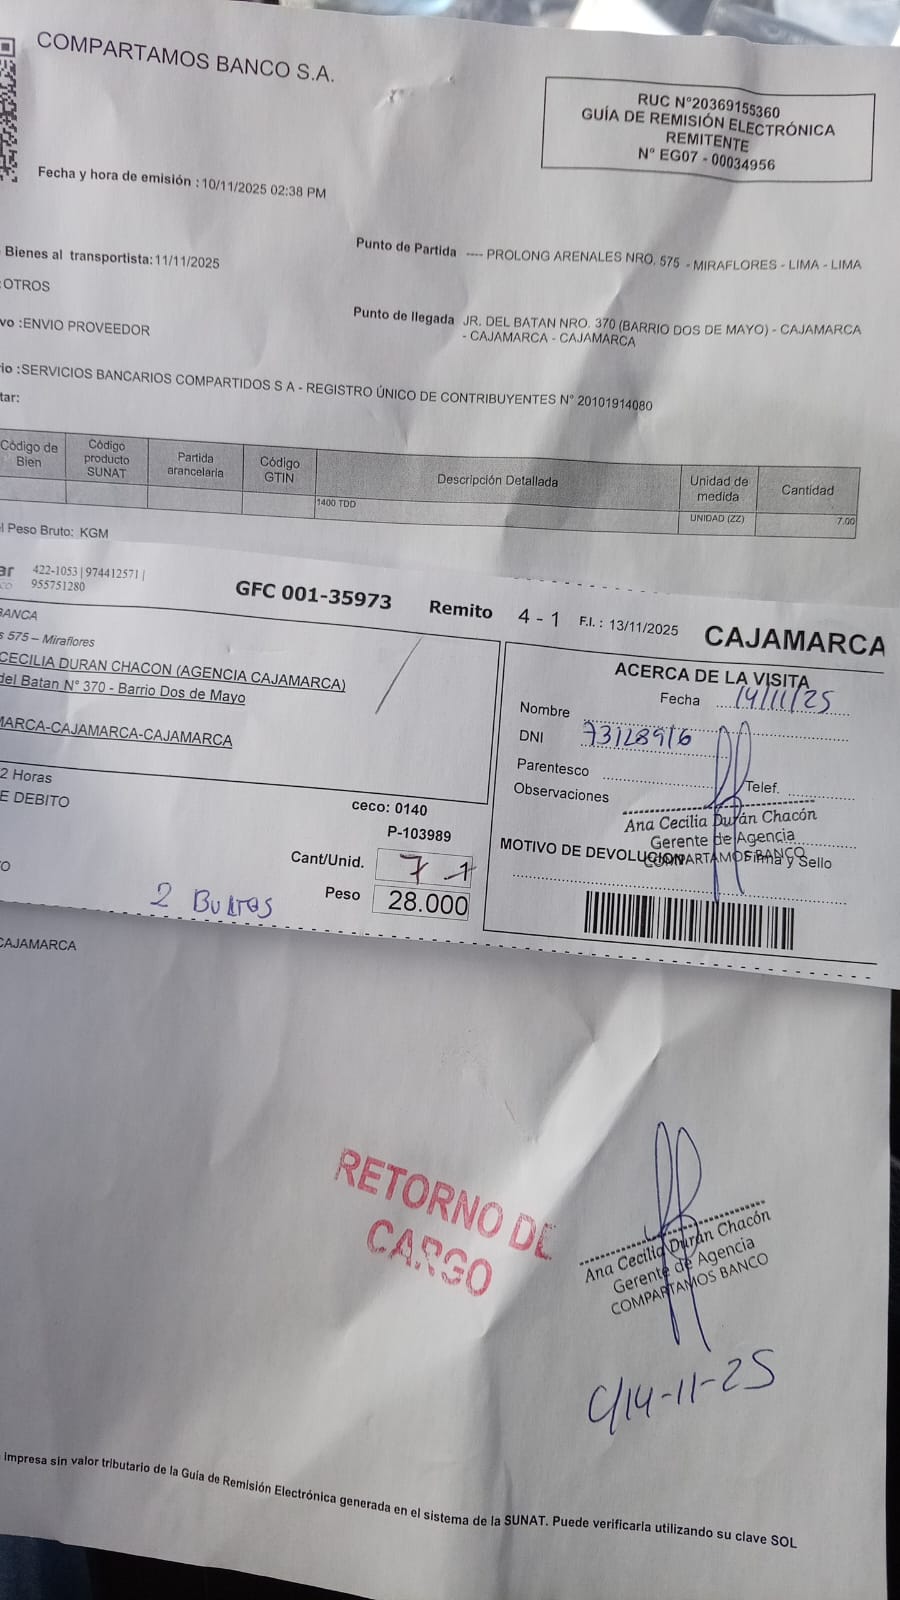 COMPARTAMOS BANCO S.A.
RUC N°20369155360
GUÍA DE REMISIÓN ELECTRÓNICA
REMITENTE
N° EG07 - 00034956
Fecha y hora de emisión : 10/11/2025 02:38 PM
Bienes al transportista: 11/11/2025
Punto de Partida ---- PROLONG ARENALES NRO. 575 - MIRAFLORES - LIMA - LIMA
:OTROS
vo :ENVIO PROVEEDOR
Punto de llegada JR. DEL BATAN NRO. 370 (BARRIO DOS DE MAYO) - CAJAMARCA
- CAJAMARCA - CAJAMARCA
io :SERVICIOS BANCARIOS COMPARTIDOS S A - REGISTRO ÚNICO DE CONTRIBUYENTES N° 20101914080
tar:
Código de Bien Código producto SUNAT Partida arancelaria Código GTIN Descripción Detallada Unidad de medida Cantidad
1400 TDD UNIDAD (ZZ) 7.00
l Peso Bruto: KGM
ar 422-1053 | 974412571 |
co 955751280
GFC 001-35973 Remito 4 - 1 F.I. : 13/11/2025 CAJAMARCA
BANCA
s 575 – Miraflores
CECILIA DURAN CHACON (AGENCIA CAJAMARCA)
del Batan N° 370 - Barrio Dos de Mayo
MARCA-CAJAMARCA-CAJAMARCA
2 Horas
E DEBITO
O
ceco: 0140
P-103989
Cant/Unid. 7 1
Peso 28.000
2 BULTOS
ACERCA DE LA VISITA
Fecha 14/11/25
Nombre
DNI 73128916
Parentesco
Telef.
Observaciones
Ana Cecilia Durán Chacón
Gerente de Agencia
COMPARTAMOS BANCO
Firma y Sello
MOTIVO DE DEVOLUCION
CAJAMARCA
RETORNO DE
CARGO
Ana Cecilia Durán Chacón
Gerente de Agencia
COMPARTAMOS BANCO
14-11-25
impresa sin valor tributario de la Guía de Remisión Electrónica generada en el sistema de la SUNAT. Puede verificarla utilizando su clave SOL